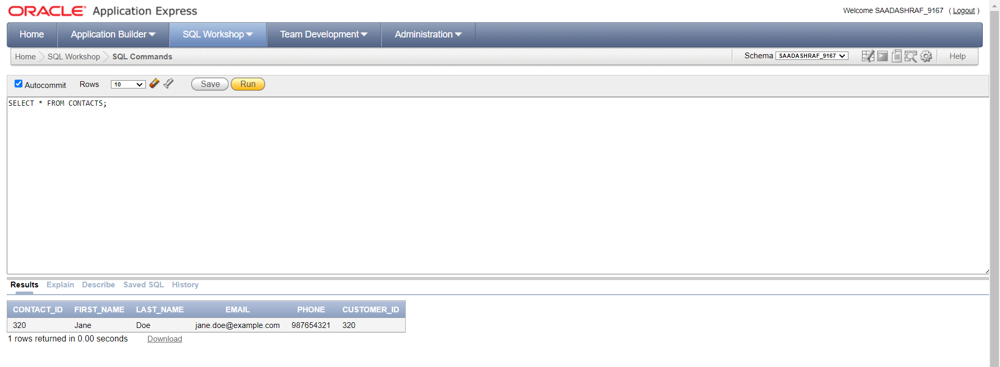 ORACLE Application Express
Welcome SAADASHRAF_9167 ( Logout )
Home Application Builder SQL Workshop Team Development Administration
Home SQL Workshop SQL Commands Schema SAADASHRAF_9167 Help
Autocommit Rows 10 Save Run
SELECT * FROM CONTACTS;
Results Explain Describe Saved SQL History
CONTACT_ID FIRST_NAME LAST_NAME EMAIL PHONE CUSTOMER_ID
320 Jane Doe jane.doe@example.com 987654321 320
1 rows returned in 0.00 seconds Download